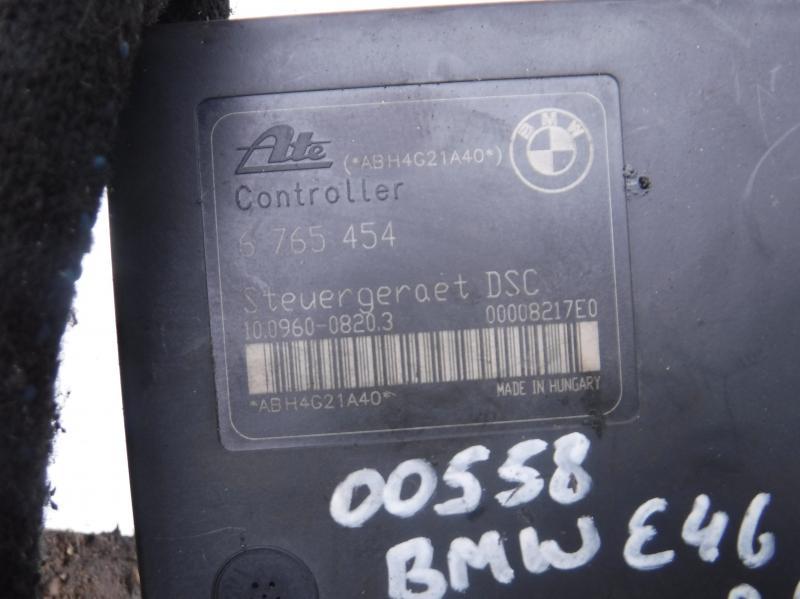 Ate (*ABH4G21A40*) BMW
Controller
6 765 454
Steuergeraet DSC
10.0960-0820.3 00008217E0
*ABH4G21A40*
MADE IN HUNGARY
00558
BMW E46